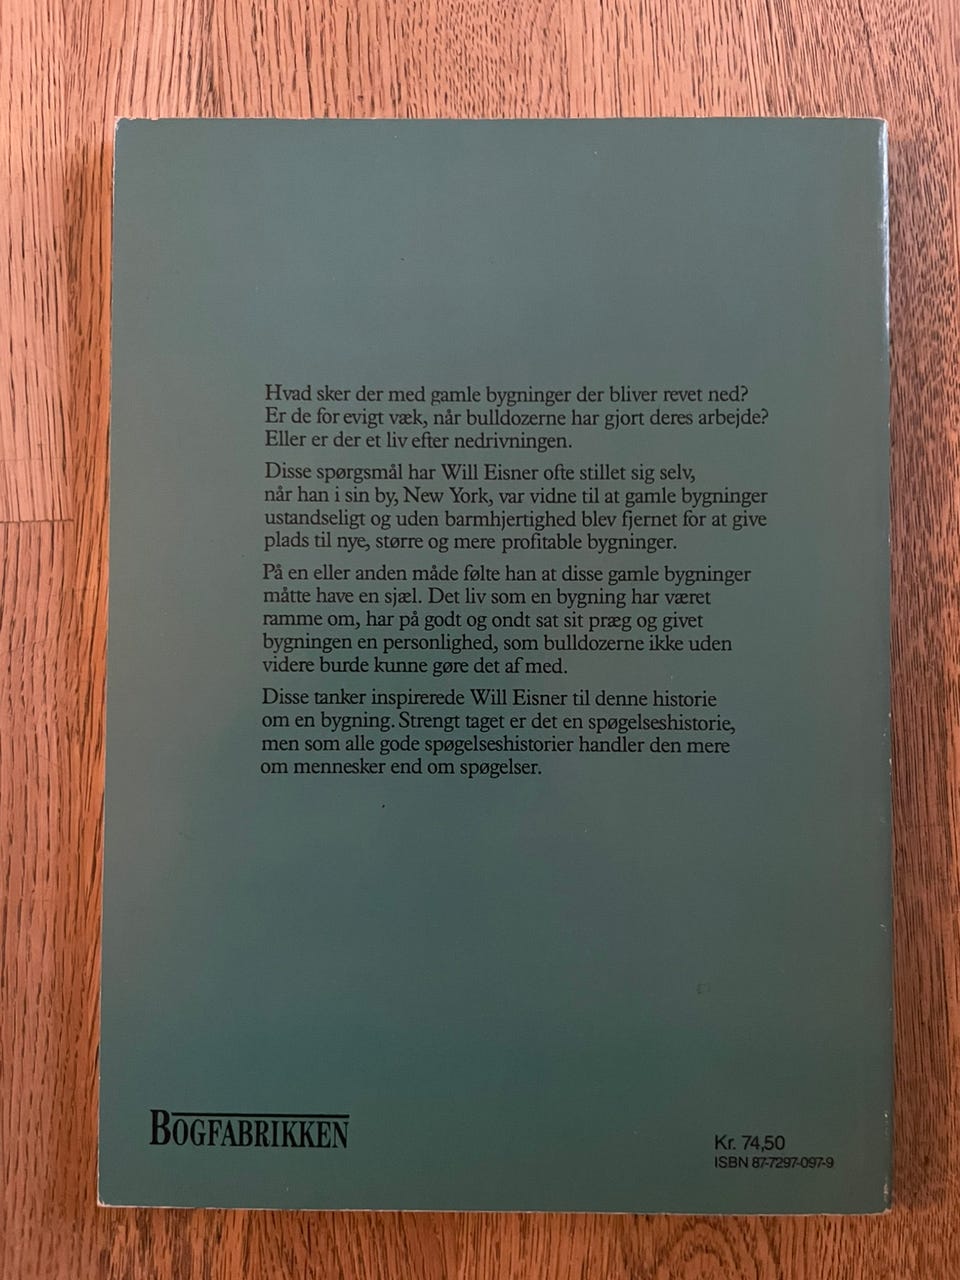 Hvad sker der med gamle bygninger der bliver revet ned?
Er de for evigt væk, når bulldozerne har gjort deres arbejde?
Eller er der et liv efter nedrivningen.
Disse spørgsmål har Will Eisner ofte stillet sig selv,
når han i sin by, New York, var vidne til at gamle bygninger
ustandseligt og uden barmhjertighed blev fjernet for at give
plads til nye, større og mere profitable bygninger.
På en eller anden måde følte han at disse gamle bygninger
måtte have en sjæl. Det liv som en bygning har været
ramme om, har på godt og ondt sat sit præg og givet
bygningen en personlighed, som bulldozerne ikke uden
videre burde kunne gøre det af med.
Disse tanker inspirerede Will Eisner til denne historie
om en bygning. Strengt taget er det en spøgelseshistorie,
men som alle gode spøgelseshistorier handler den mere
om mennesker end om spøgelser.
BOGFABRIKKEN
Kr. 74,50
ISBN 87-7297-097-9